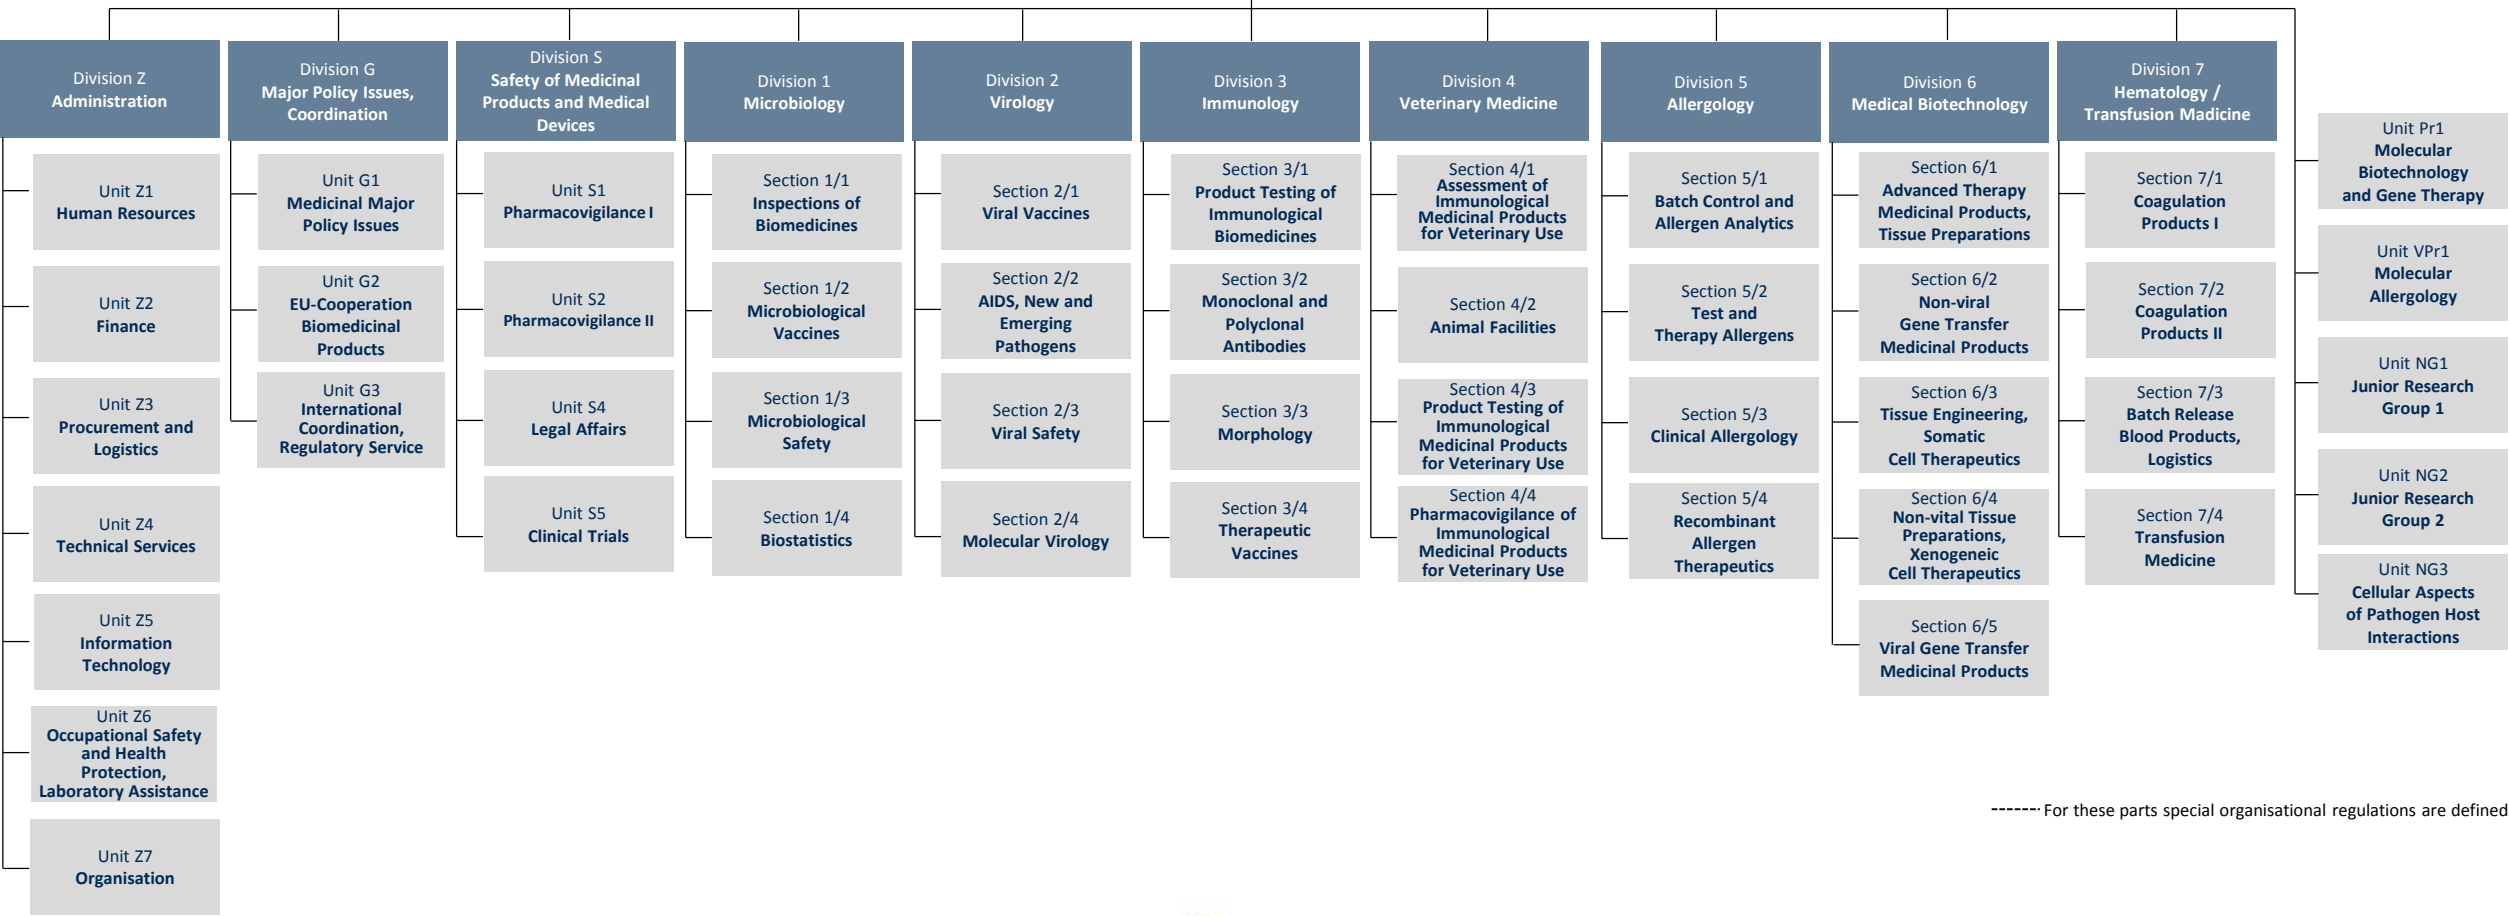 Division Z
Administration
Unit Z1
Human Resources
Unit Z2
Finance
Unit Z3
Procurement and
Logistics
Unit Z4
Technical Services
Unit Z5
Information
Technology
Unit Z6
Occupational Safety
and Health
Protection,
Laboratory Assistance
Unit Z7
Organisation
Division G
Major Policy Issues,
Coordination
Unit G1
Medicinal Major
Policy Issues
Unit G2
EU-Cooperation
Biomedicinal
Products
Unit G3
International
Coordination,
Regulatory Service
Division S
Safety of Medicinal
Products and Medical
Devices
Unit S1
Pharmacovigilance I
Unit S2
Pharmacovigilance II
Unit S4
Legal Affairs
Unit S5
Clinical Trials
Division 1
Microbiology
Section 1/1
Inspections of
Biomedicines
Section 1/2
Microbiological
Vaccines
Section 1/3
Microbiological
Safety
Section 1/4
Biostatistics
Division 2
Virology
Section 2/1
Viral Vaccines
Section 2/2
AIDS, New and
Emerging
Pathogens
Section 2/3
Viral Safety
Section 2/4
Molecular Virology
Division 3
Immunology
Section 3/1
Product Testing of
Immunological
Biomedicines
Section 3/2
Monoclonal and
Polyclonal
Antibodies
Section 3/3
Morphology
Section 3/4
Therapeutic
Vaccines
Division 4
Veterinary Medicine
Section 4/1
Assessment of
Immunological
Medicinal Products
for Veterinary Use
Section 4/2
Animal Facilities
Section 4/3
Product Testing of
Immunological
Medicinal Products
for Veterinary Use
Section 4/4
Pharmacovigilance of
Immunological
Medicinal Products
for Veterinary Use
Division 5
Allergology
Section 5/1
Batch Control and
Allergen Analytics
Section 5/2
Test and
Therapy Allergens
Section 5/3
Clinical Allergology
Section 5/4
Recombinant
Allergen
Therapeutics
Division 6
Medical Biotechnology
Section 6/1
Advanced Therapy
Medicinal Products,
Tissue Preparations
Section 6/2
Non-viral
Gene Transfer
Medicinal Products
Section 6/3
Tissue Engineering,
Somatic
Cell Therapeutics
Section 6/4
Non-vital Tissue
Preparations,
Xenogeneic
Cell Therapeutics
Section 6/5
Viral Gene Transfer
Medicinal Products
Division 7
Hematology /
Transfusion Madicine
Section 7/1
Coagulation
Products I
Section 7/2
Coagulation
Products II
Section 7/3
Batch Release
Blood Products,
Logistics
Section 7/4
Transfusion
Medicine
Unit Pr1
Molecular
Biotechnology
and Gene Therapy
Unit VPr1
Molecular
Allergology
Unit NG1
Junior Research
Group 1
Unit NG2
Junior Research
Group 2
Unit NG3
Cellular Aspects
of Pathogen Host
Interactions
------- For these parts special organisational regulations are defined